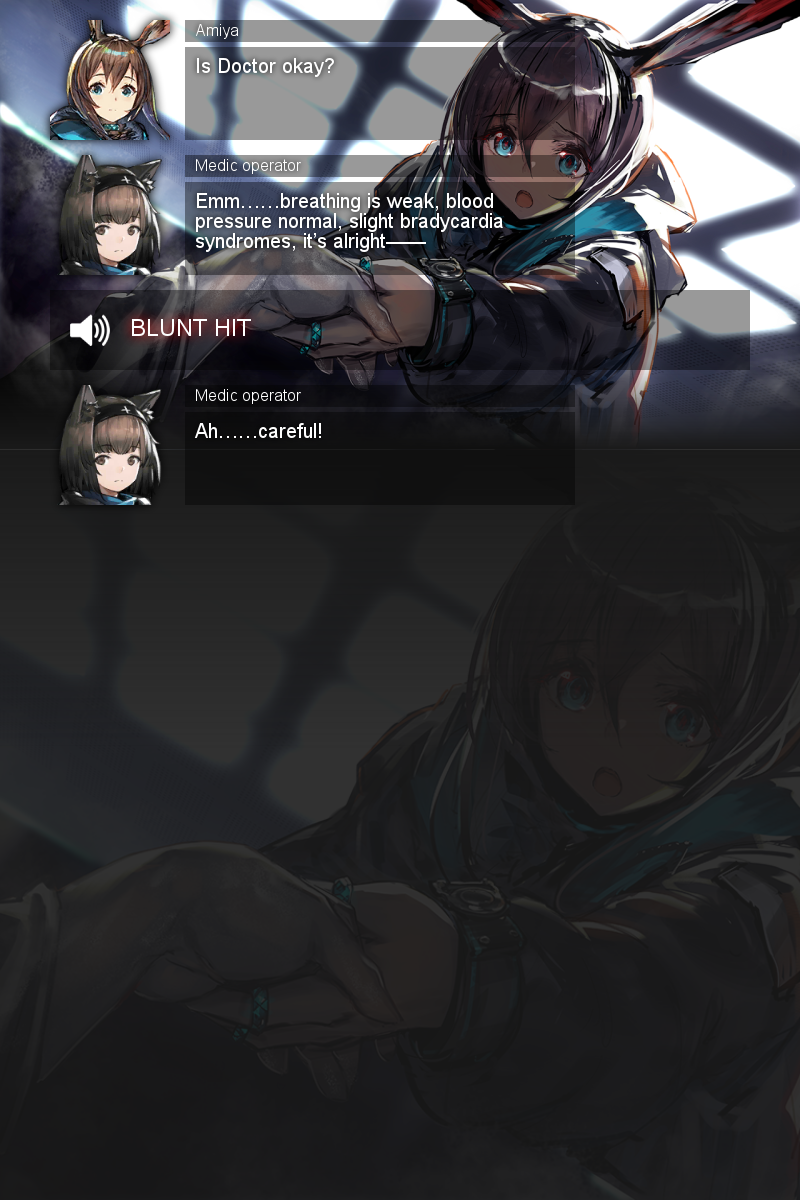 Amiya
Is Doctor okay?
Medic operator
Emm……breathing is weak, blood
pressure normal, slight bradycardia
syndromes, it’s alright——
BLUNT HIT
Medic operator
Ah……careful!